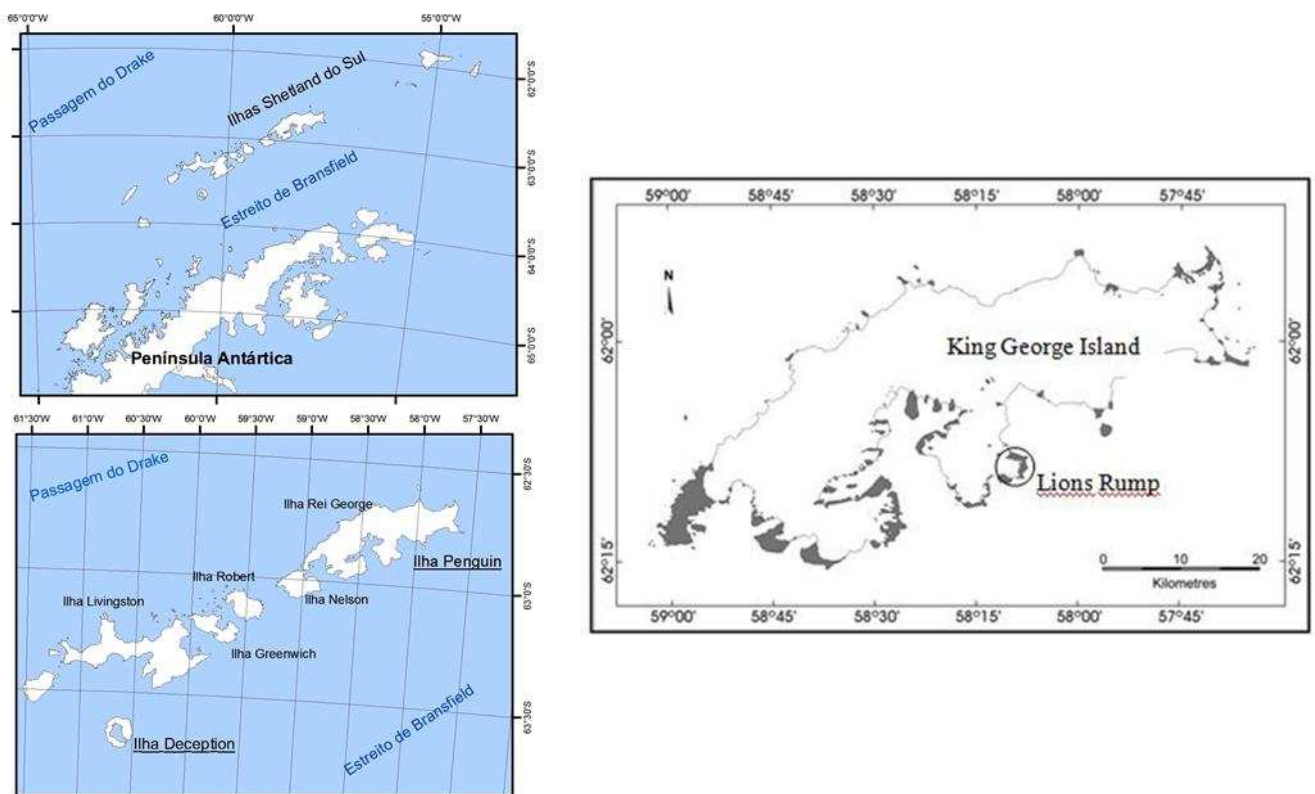 65°0'0"W
60°0'0"W
55°0'0"W
Passagem do Drake
Ilhas Shetland do Sul
Estreito de Bransfield
Península Antártica
62°0'0"S
63°0'0"S
64°0'0"S
65°0'0"S
61°30'W
61°0'W
60°30'W
60°0'W
59°30'W
59°0'W
58°30'W
58°0'W
57°30'W
Passagem do Drake
Ilha Rei George
Ilha Penguin
Ilha Robert
Ilha Nelson
Ilha Livingston
Ilha Greenwich
Ilha Deception
Estreito de Bransfield
62°30'S
63°0'S
63°30'S
59°00'
58°45'
58°30'
58°15'
58°00'
57°45'
N
62°00'
King George Island
62°00'
Lions Rump
62°15'
0 10 20
Kilometres
62°15'
59°00'
58°45'
58°30'
58°15'
58°00'
57°45'